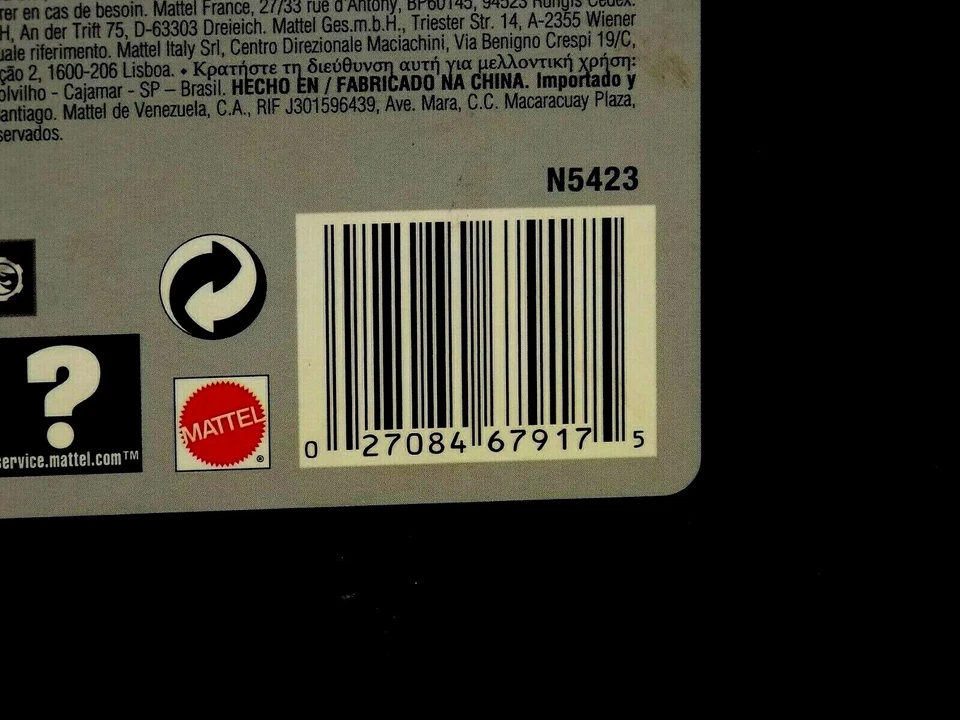 rer en cas de besoin. Mattel France, 27/33 rue d'Antony, BP60145, 94523 Rungis Cedex.
H, An der Trift 75, D-63303 Dreieich. Mattel Ges.m.b.H., Triester Str. 14, A-2355 Wiener
uale riferimento. Mattel Italy Srl, Centro Direzionale Maciachini, Via Benigno Crespi 19/C,
ção 2, 1600-206 Lisboa. • Κρατήστε τη διεύθυνση αυτή για μελλοντική χρήση:
olvilho - Cajamar - SP – Brasil. HECHO EN / FABRICADO NA CHINA. Importado y
antiago. Mattel de Venezuela, C.A., RIF J301596439, Ave. Mara, C.C. Macaracuay Plaza,
servados.
N5423
?
MATTEL
®
service.mattel.com™
0 27084 67917 5